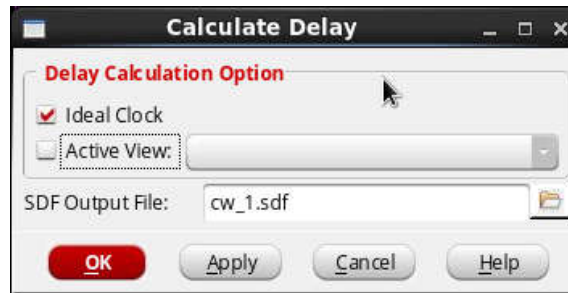 Calculate Delay
Delay Calculation Option
Ideal Clock
Active View:
SDF Output File: cw_1.sdf
OK Apply Cancel Help